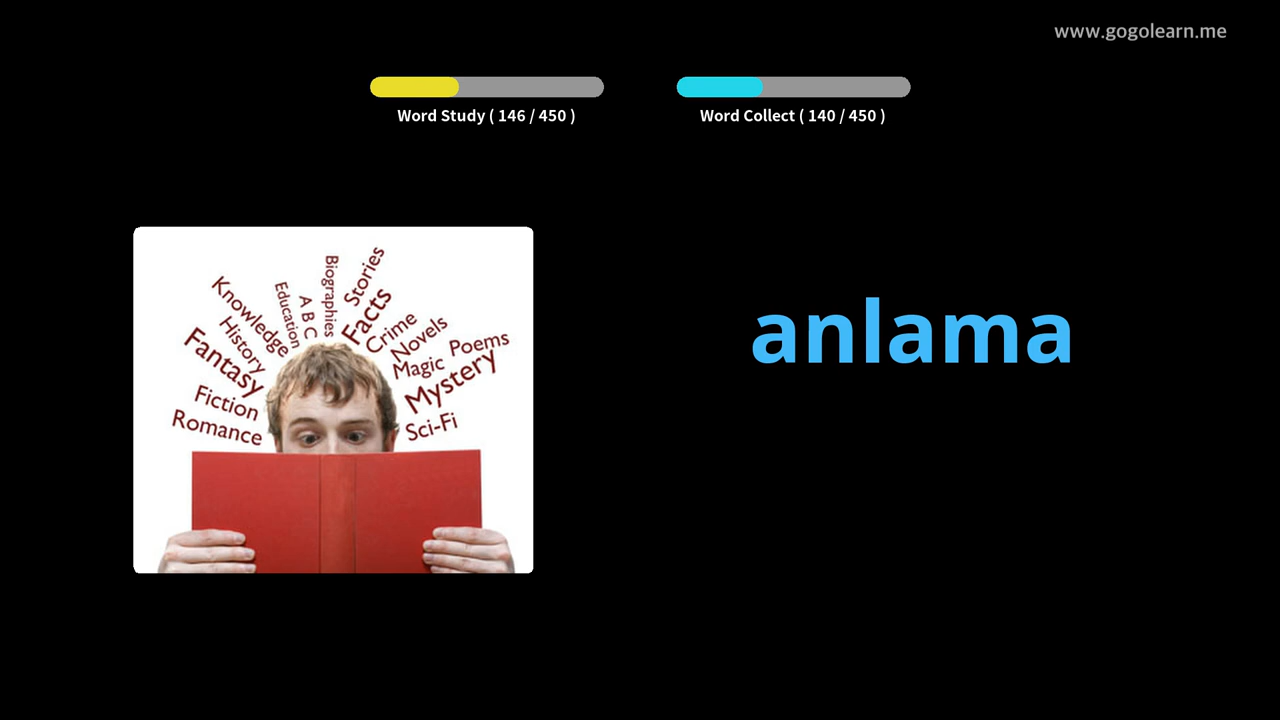 www.gogolearn.me
Word Study ( 146 / 450 )
Word Collect ( 140 / 450 )
Biographies
Stories
Education
A B C
Facts
Knowledge
Crime
History
Novels
Poems
Fantasy
Magic
Mystery
Fiction
Sci-Fi
Romance
anlama